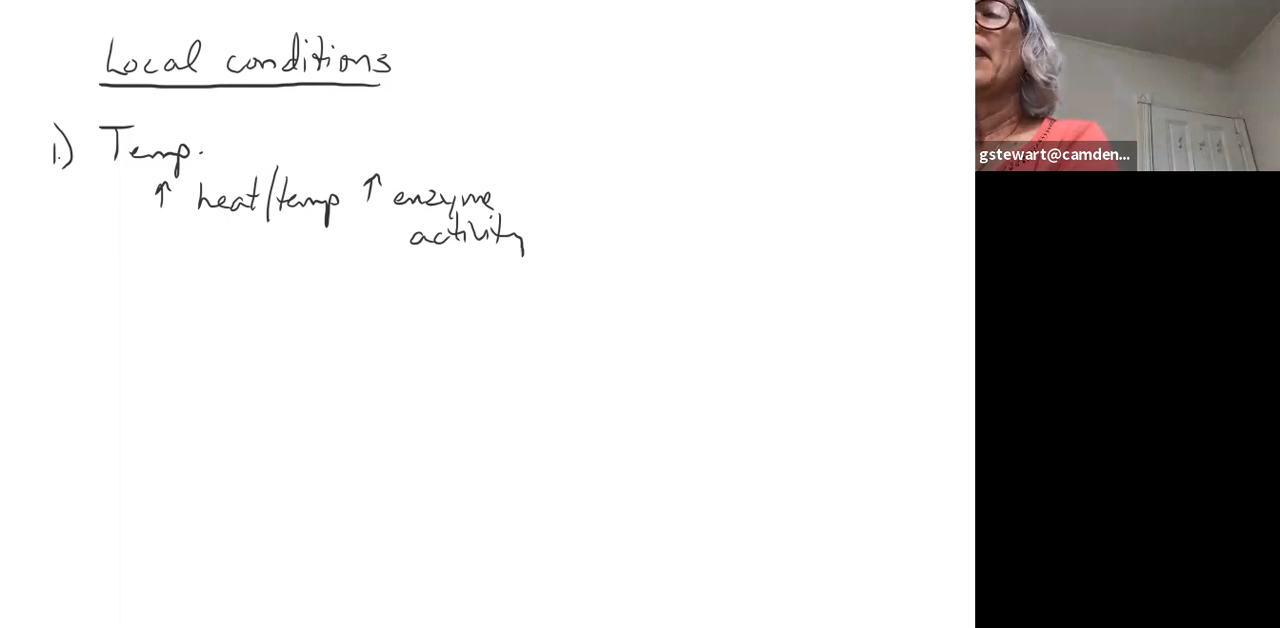 Local conditions
1.) Temp.
↑ heat/temp ↑ enzyme
activity
gstewart@camden...